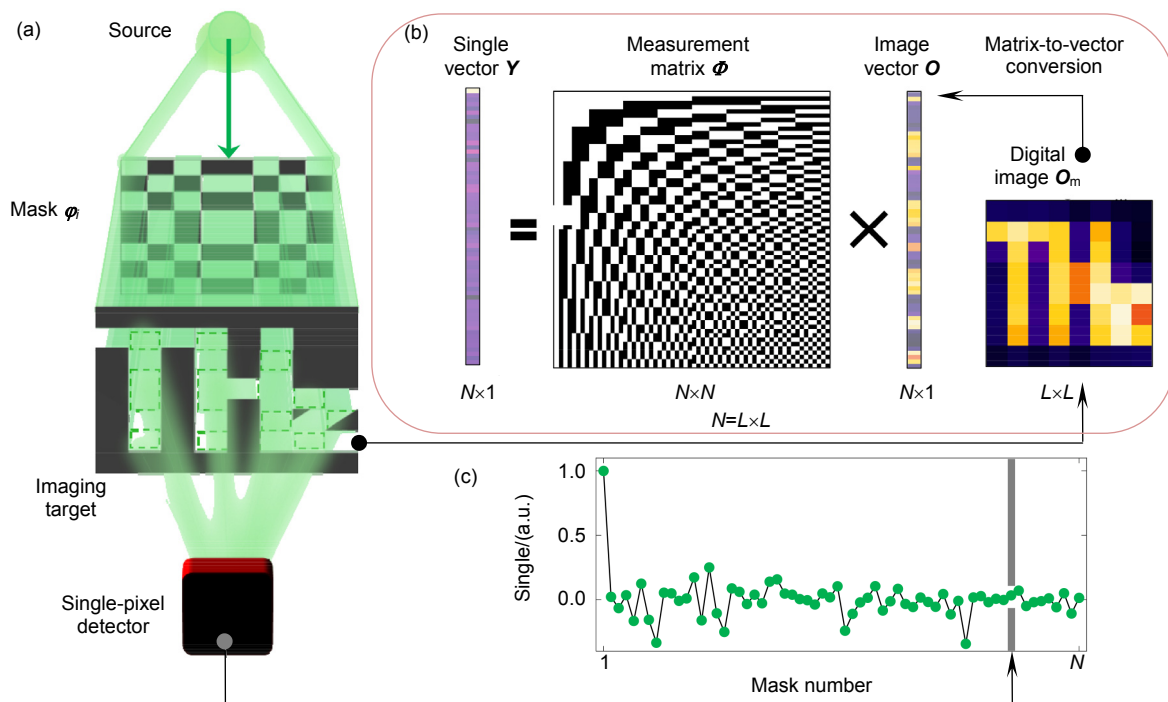 (a)
Source
Mask φi
Imaging
target
Single-pixel
detector
(b)
Single
vector Y
Measurement
matrix Φ
Image
vector O
Matrix-to-vector
conversion
Digital
image Om
N×1
N×N
N×1
L×L
N=L×L
(c)
Single/(a.u.)
1.0
0.5
0.0
1
N
Mask number